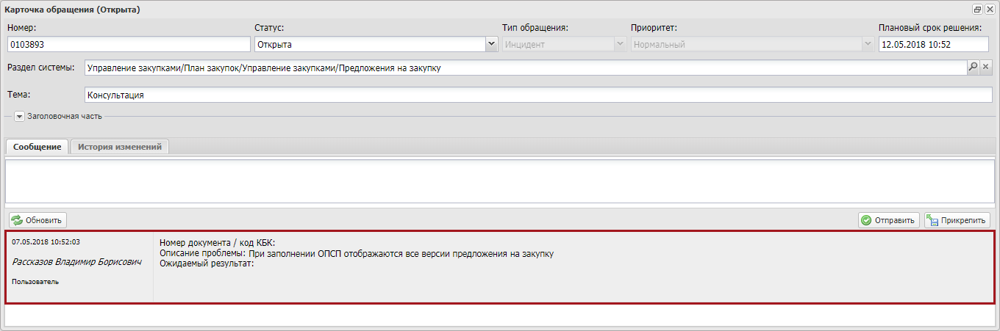 Карточка обращения (Открыта)
Номер: Статус: Тип обращения: Приоритет: Плановый срок решения:
0103893 Открыта Инцидент Нормальный 12.05.2018 10:52
Раздел системы: Управление закупками/План закупок/Управление закупками/Предложения на закупку
Тема: Консультация
Заголовочная часть
Сообщение История изменений
Обновить Отправить Прикрепить
07.05.2018 10:52:03
Рассказов Владимир Борисович
Пользователь
Номер документа / код КБК:
Описание проблемы: При заполнении ОПСП отображаются все версии предложения на закупку
Ожидаемый результат: